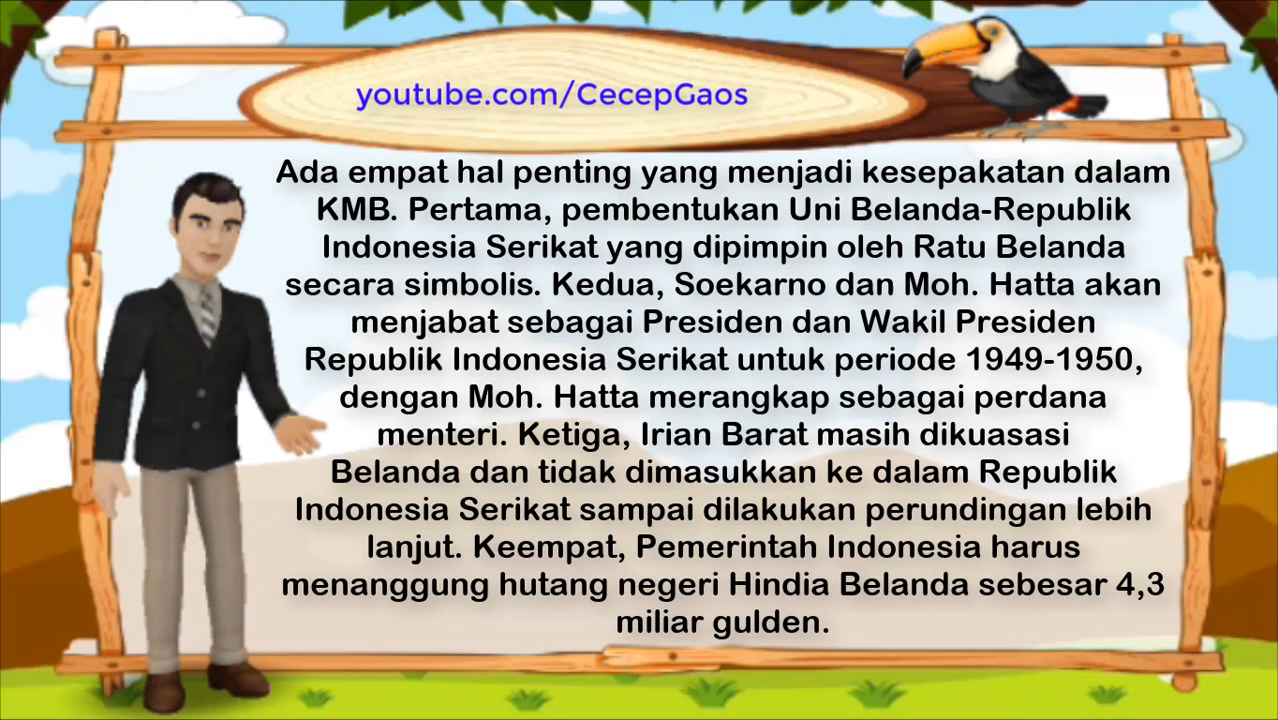 youtube.com/CecepGaos
Ada empat hal penting yang menjadi kesepakatan dalam
KMB. Pertama, pembentukan Uni Belanda-Republik
Indonesia Serikat yang dipimpin oleh Ratu Belanda
secara simbolis. Kedua, Soekarno dan Moh. Hatta akan
menjabat sebagai Presiden dan Wakil Presiden
Republik Indonesia Serikat untuk periode 1949-1950,
dengan Moh. Hatta merangkap sebagai perdana
menteri. Ketiga, Irian Barat masih dikuasasi
Belanda dan tidak dimasukkan ke dalam Republik
Indonesia Serikat sampai dilakukan perundingan lebih
lanjut. Keempat, Pemerintah Indonesia harus
menanggung hutang negeri Hindia Belanda sebesar 4,3
miliar gulden.